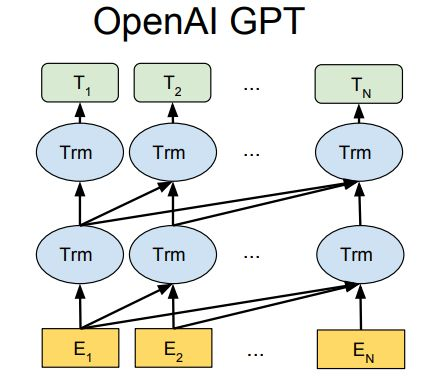 OpenAI GPT
T1 T2 ... TN
Trm Trm ... Trm
Trm Trm ... Trm
E1 E2 ... EN